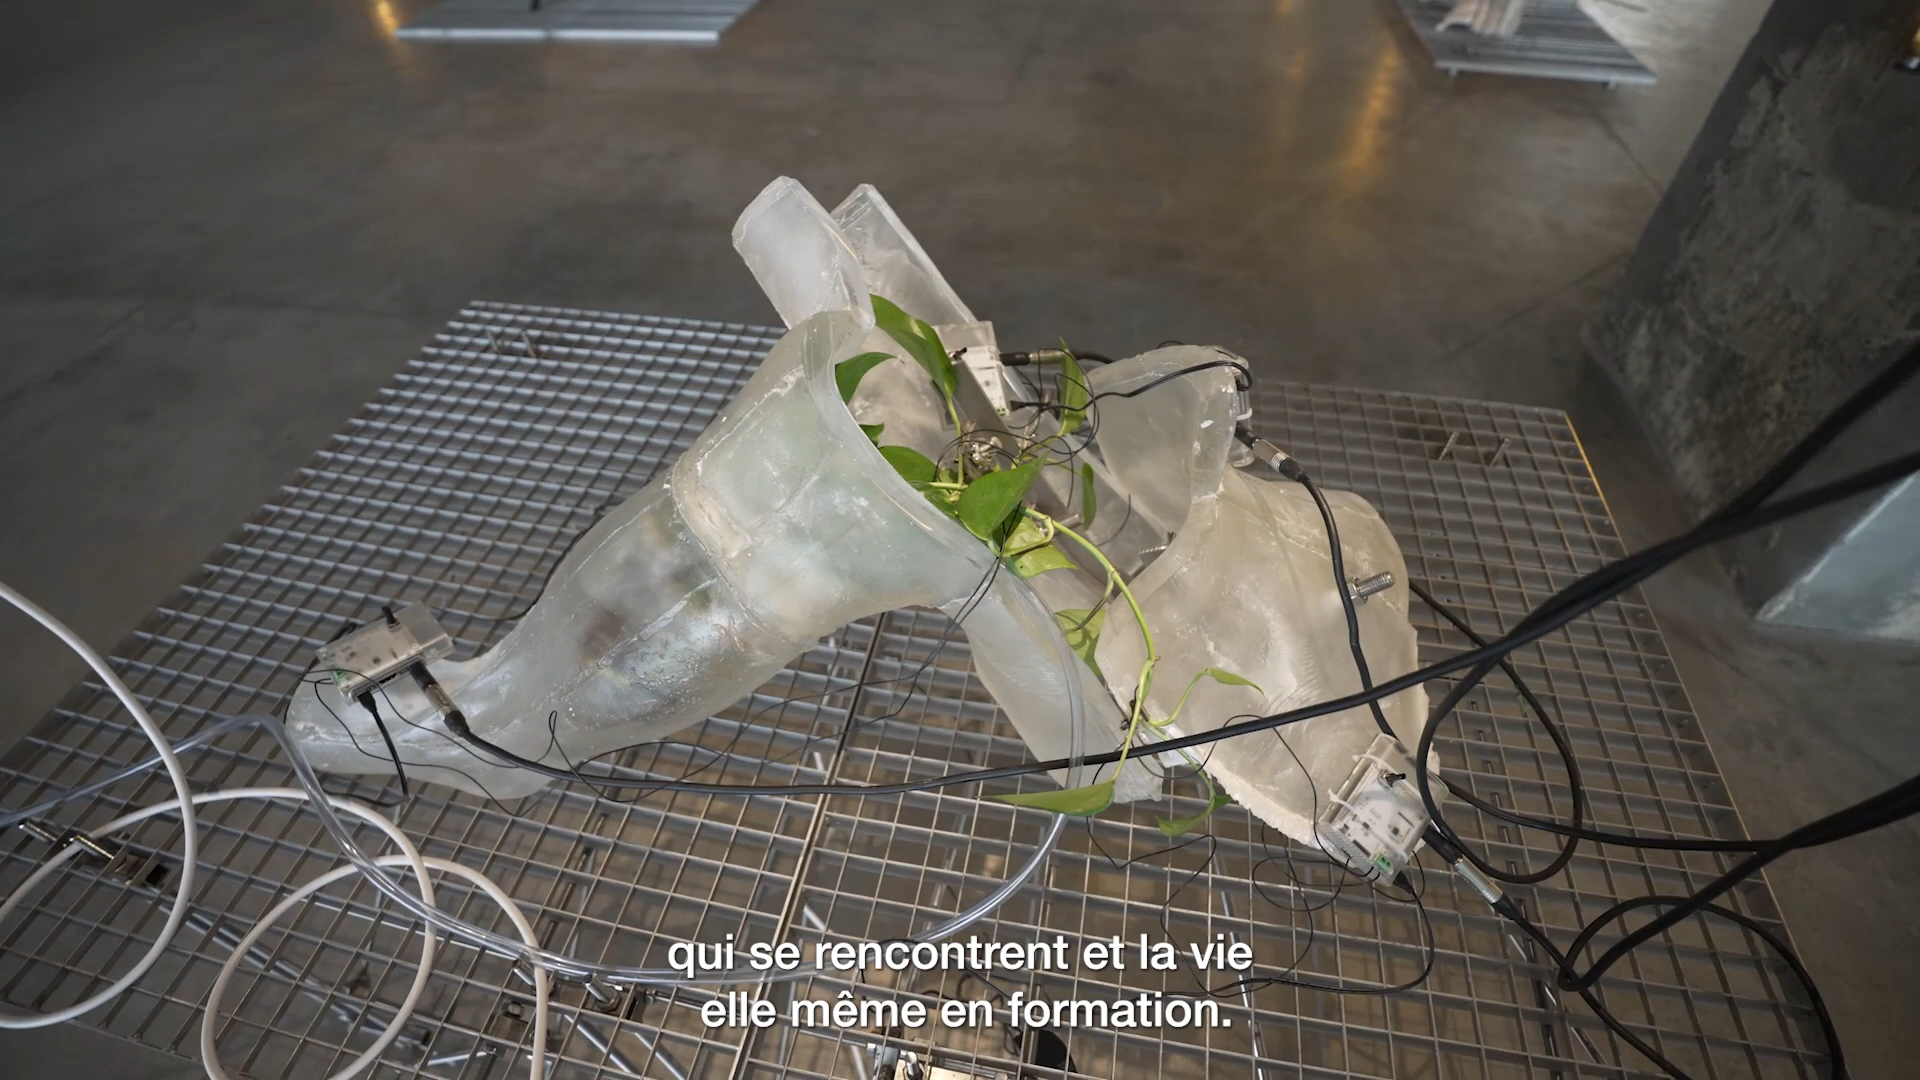 qui se rencontrent et la vie
elle même en formation.